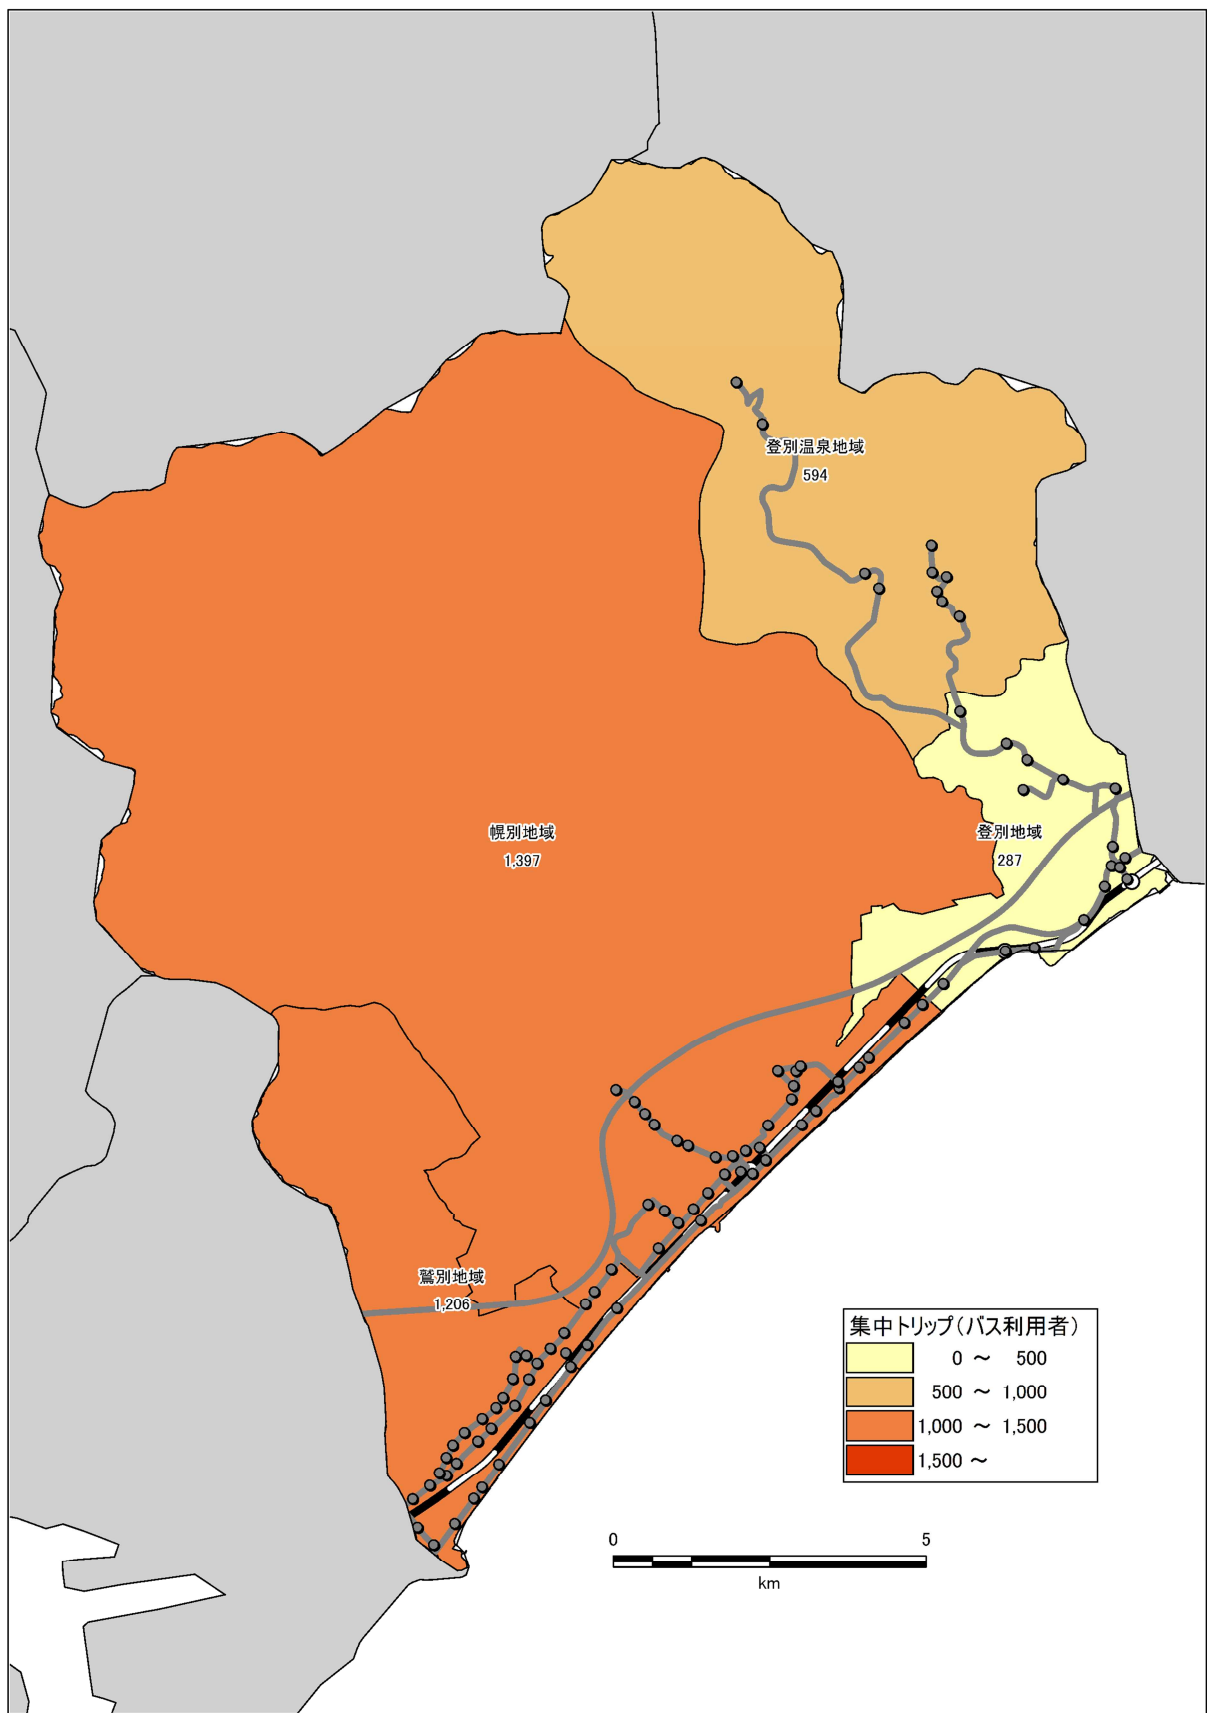 登別温泉地域
594
幌別地域
1,397
登別地域
287
鷲別地域
1,206
集中トリップ(バス利用者)
0 ～ 500
500 ～ 1,000
1,000 ～ 1,500
1,500 ～
0 5
km